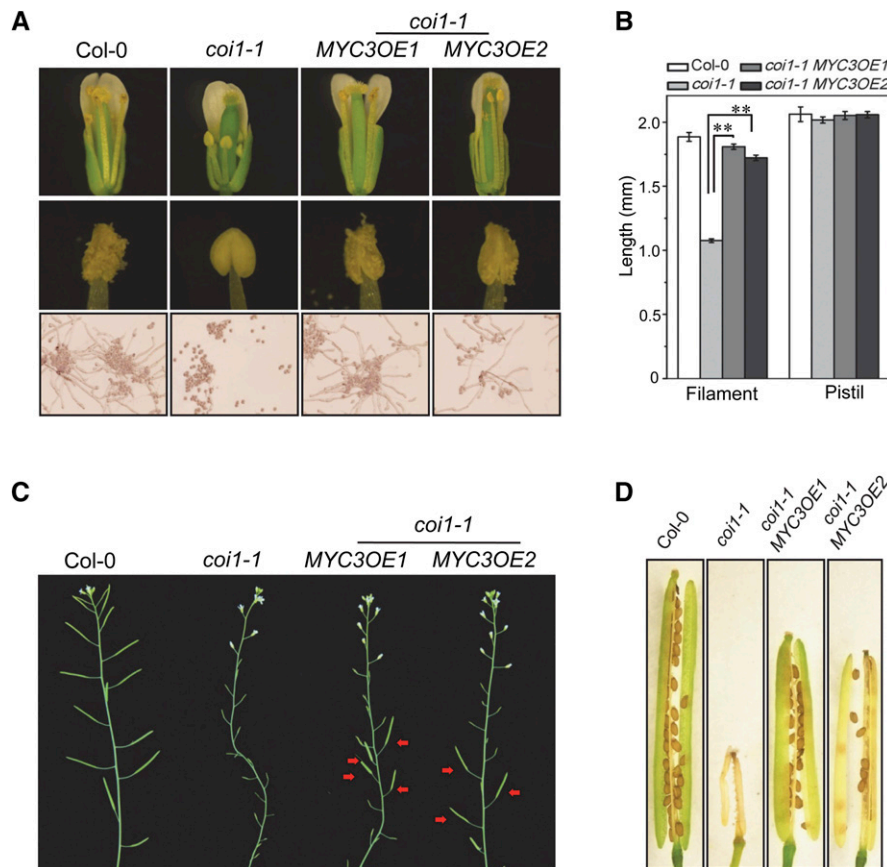 A
coi1-1
Col-0 coi1-1 MYC3OE1 MYC3OE2
B
Col-0 coi1-1 MYC3OE1
coi1-1 coi1-1 MYC3OE2
**
**
2.0
1.75
1.0
0.5
0
Length (mm)
Filament Pistil
C
coi1-1
Col-0 coi1-1 MYC3OE1 MYC3OE2
D
Col-0
coi1-1
coi1-1
MYC3OE1
coi1-1
MYC3OE2